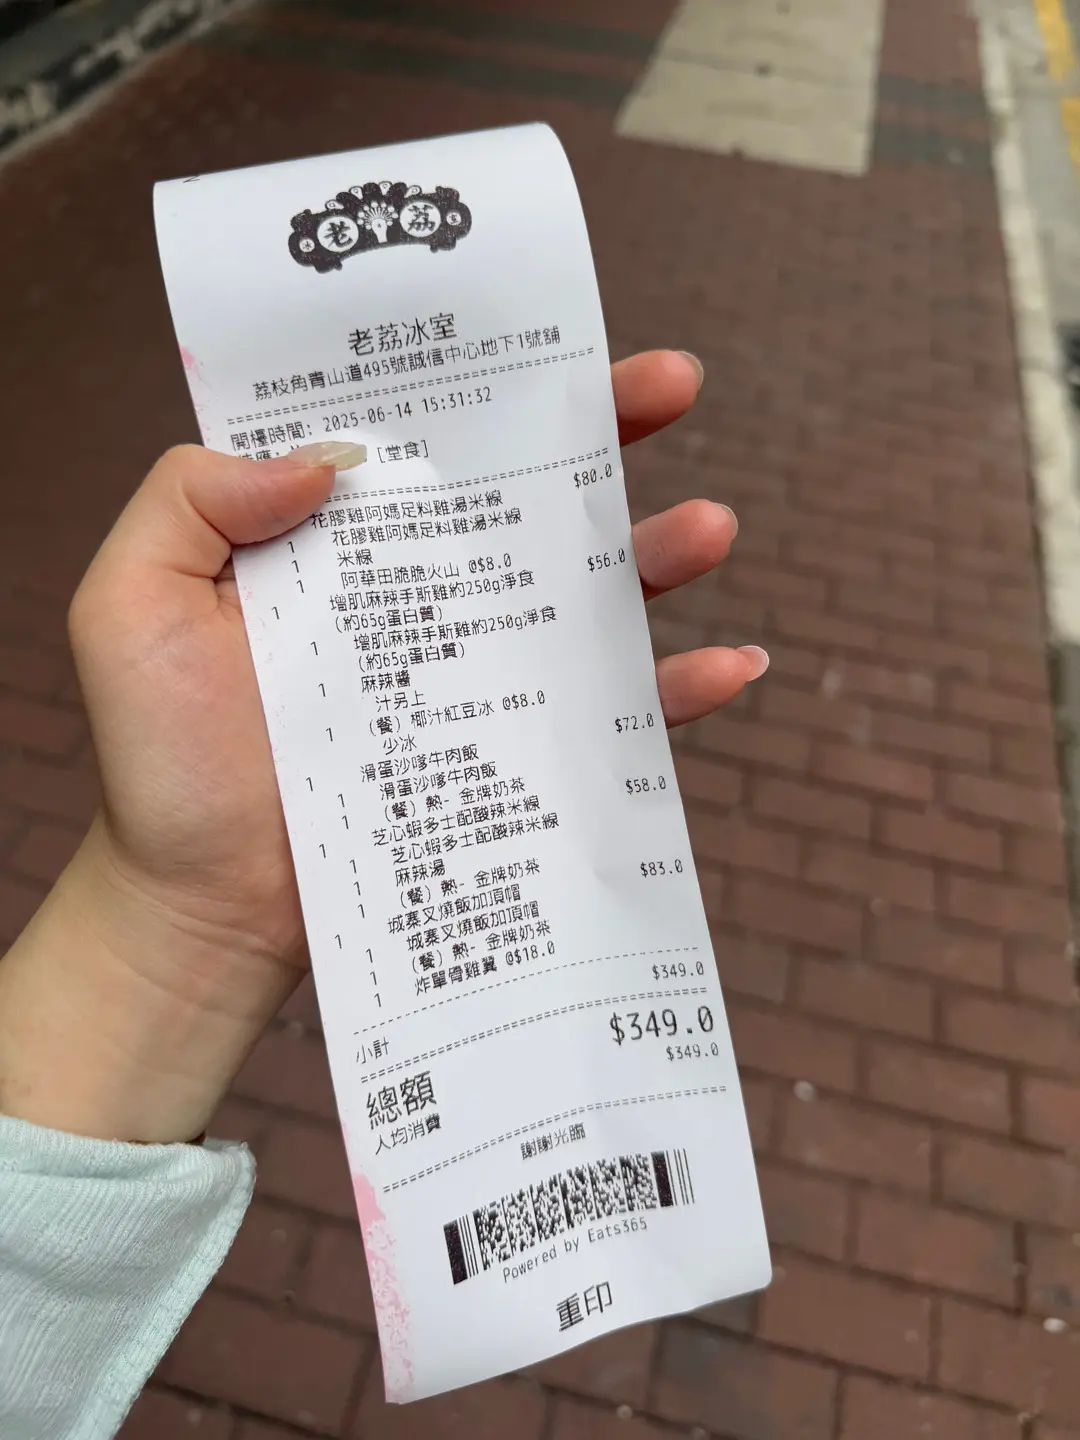 老 荔
冰 室
老荔冰室
荔枝角青山道495號誠信中心地下1號舖
開檯時間: 2025-06-14 15:31:32
[堂食]
1 花膠雞阿媽足料雞湯米線 $80.0
1 花膠雞阿媽足料雞湯米線
1 米線
1 阿華田脆脆火山 @$8.0
1 增肌麻辣手斯雞約250g淨食 $56.0
(約65g蛋白質)
1 增肌麻辣手斯雞約250g淨食
(約65g蛋白質)
1 麻辣醬
汁另上
1 (餐) 椰汁紅豆冰 @$8.0
少冰
1 滑蛋沙嗲牛肉飯 $72.0
1 滑蛋沙嗲牛肉飯
1 (餐) 熱- 金牌奶茶
1 芝心蝦多士配酸辣米線 $58.0
1 芝心蝦多士配酸辣米線
1 麻辣湯
1 (餐) 熱- 金牌奶茶
1 城寨叉燒飯加頂帽 $83.0
1 城寨叉燒飯加頂帽
1 (餐) 熱- 金牌奶茶
1 炸單骨雞翼 @$18.0
小計 $349.0
總額 $349.0
人均消費 $349.0
謝謝光臨
Powered by Eats365
重印